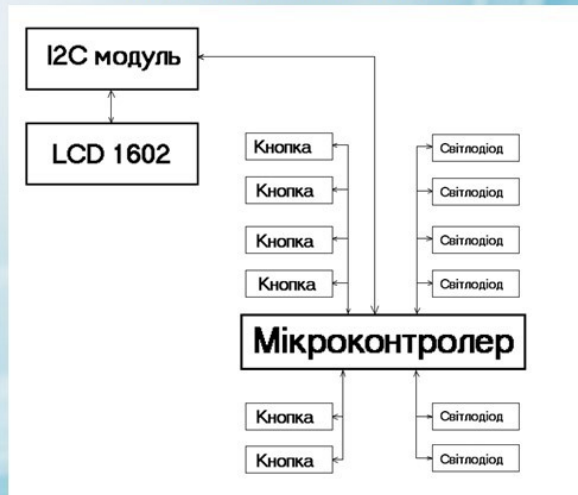 I2C модуль
LCD 1602
Кнопка
Світлодіод
Кнопка
Світлодіод
Кнопка
Світлодіод
Кнопка
Світлодіод
Мікроконтролер
Кнопка
Світлодіод
Кнопка
Світлодіод